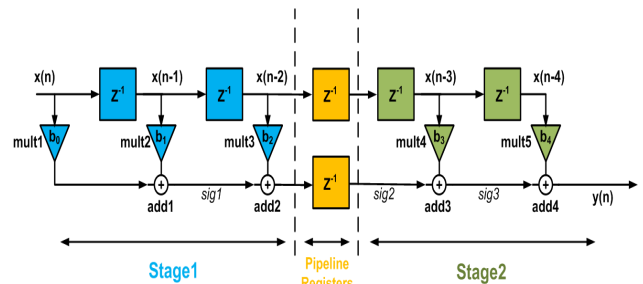 x(n) x(n-1) x(n-2) x(n-3) x(n-4)
Z⁻¹ Z⁻¹ Z⁻¹ Z⁻¹ Z⁻¹
mult1 b₀ mult2 b₁ mult3 b₂ mult4 b₃ mult5 b₄
+ sig1 + Z⁻¹ sig2 + sig3 +
add1 add2 add3 add4 y(n)
Stage1 Pipeline Stage2
Registers